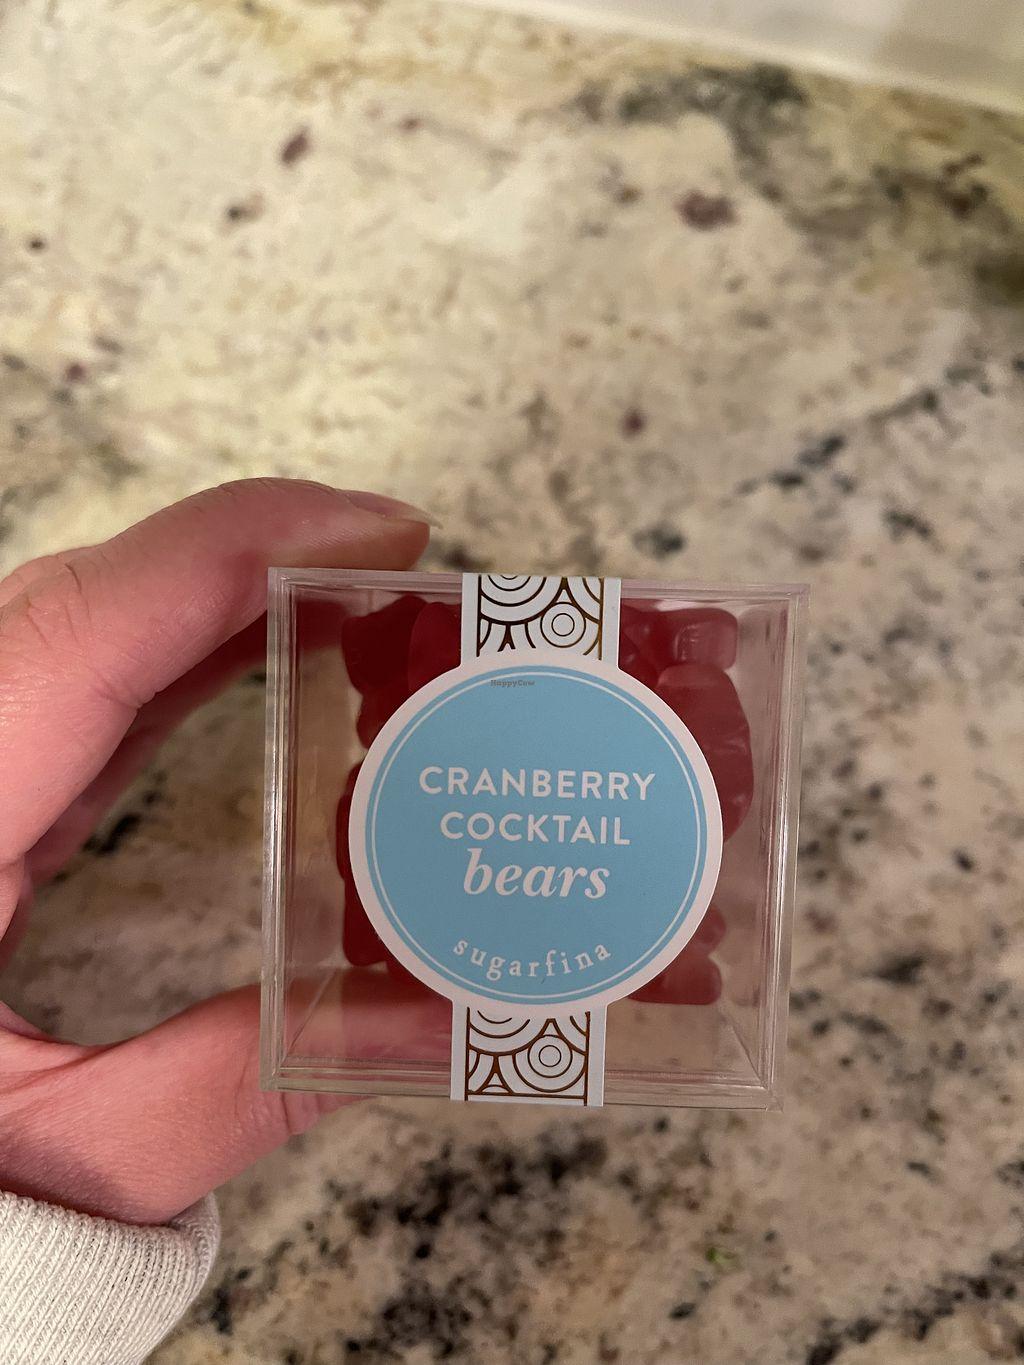 HappyCow
CRANBERRY
COCKTAIL
bears
sugarfina